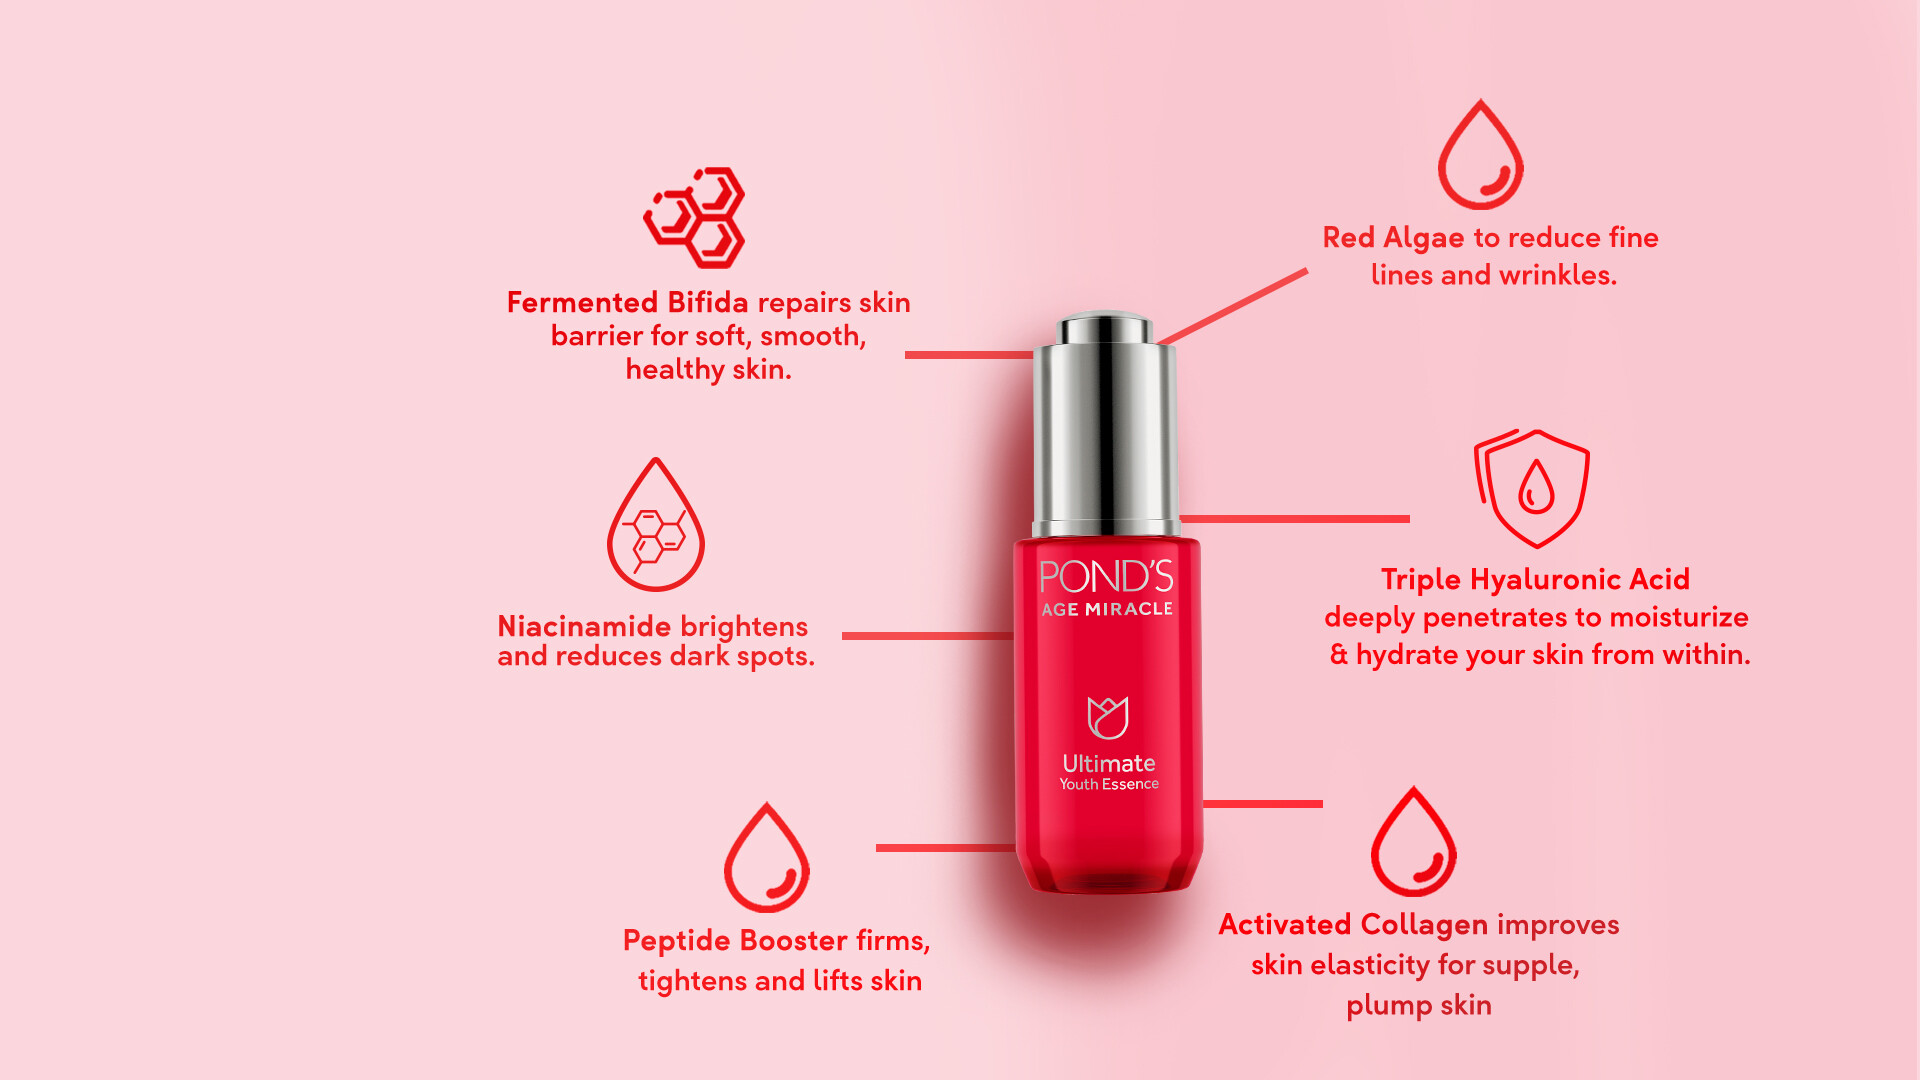 Fermented Bifida repairs skin
barrier for soft, smooth,
healthy skin.
Niacinamide brightens
and reduces dark spots.
Peptide Booster firms,
tightens and lifts skin
POND'S
AGE MIRACLE
Ultimate
Youth Essence
Red Algae to reduce fine
lines and wrinkles.
Triple Hyaluronic Acid
deeply penetrates to moisturize
& hydrate your skin from within.
Activated Collagen improves
skin elasticity for supple,
plump skin